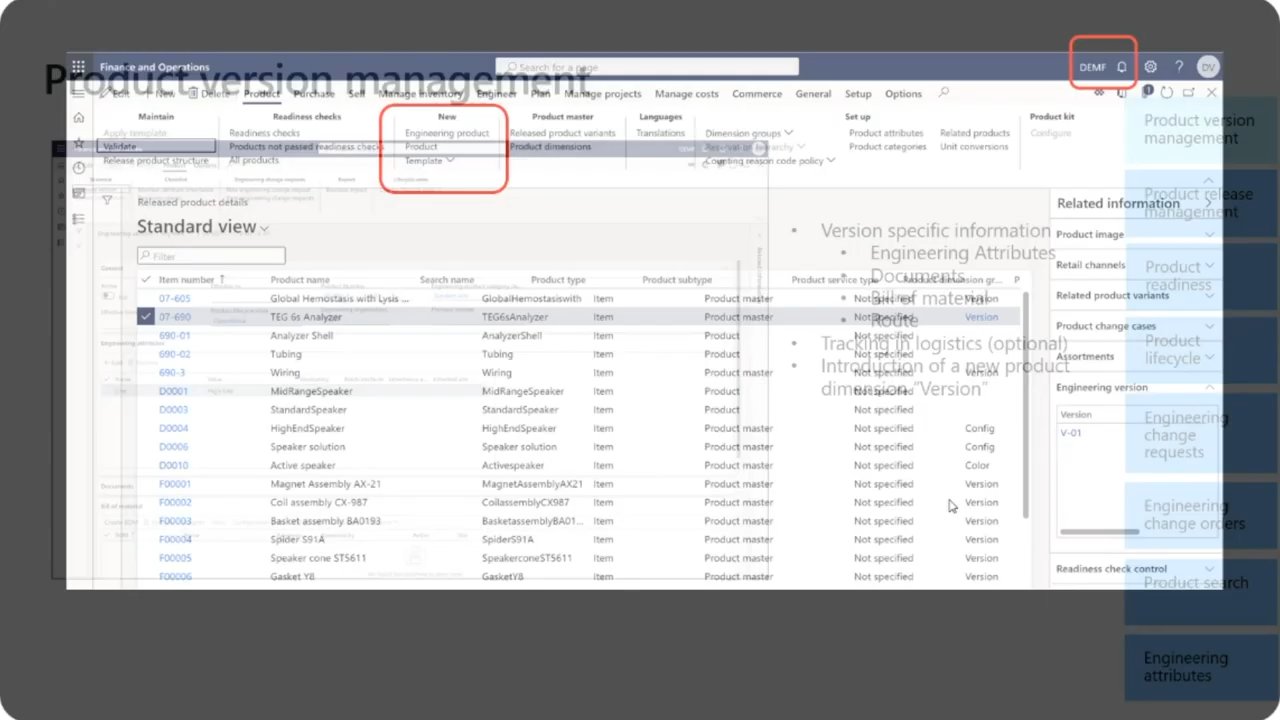 Product version management
Finance and Operations
Search for a page
DEMF
DV
Edit New Delete Product Purchase Sell Manage inventory Engineer Plan Manage projects Manage costs Commerce General Setup Options
Maintain
Apply template
Validate
Release product structure
Readiness checks
Readiness checks
Products not passed readiness checks
All products
New
Engineering product
Product
Template
Product master
Released product variants
Product dimensions
Languages
Translations
Dimension groups
Counting reason code policy
Set up
Product attributes
Product categories
Related products
Unit conversions
Product kit
Configure
Released product details
Standard view
Filter
Item number Product name Search name Product type Product subtype Product service type Product dimension gr... P
07-605 Global Hemostasis with Lysis ... GlobalHemostasiswith Item Product master Not specified Version
07-690 TEG 6s Analyzer TEG6sAnalyzer Item Product master Not specified Version
690-01 Analyzer Shell AnalyzerShell Item Product Not specified
690-02 Tubing Tubing Item Product Not specified
690-3 Wiring Wiring Item Product Not specified
D0001 MidRangeSpeaker MidRangeSpeaker Item Product Not specified
D0003 StandardSpeaker StandardSpeaker Item Product Not specified
D0004 HighEndSpeaker HighEndSpeaker Item Product master Not specified Config
D0006 Speaker solution Speaker solution Item Product master Not specified Config
D0010 Active speaker Activespeaker Item Product master Not specified Color
F00001 Magnet Assembly AX-21 MagnetAssemblyAX21 Item Product master Not specified Version
F00002 Coil assembly CX-987 CoilassemblyCX987 Item Product master Not specified Version
F00003 Basket assembly BA0193 BasketassemblyBA01... Item Product master Not specified Version
F00004 Spider S91A SpiderS91A Item Product master Not specified Version
F00005 Speaker cone ST5611 SpeakerconeST5611 Item Product master Not specified Version
F00006 Gasket Y8 GasketY8 Item Product master Not specified Version
• Version specific information
• Engineering Attributes
• Documents
• Bill of material
• Route
• Tracking in logistics (optional)
• Introduction of a new product
dimension "Version"
Related information
Product image
Retail channels
Related product variants
Product change cases
Assortments
Engineering version
Version
V-01
Readiness check control
Product version
management
Product release
management
Product
readiness
Product
lifecycle
Engineering
change
requests
Engineering
change orders
Product search
Engineering
attributes